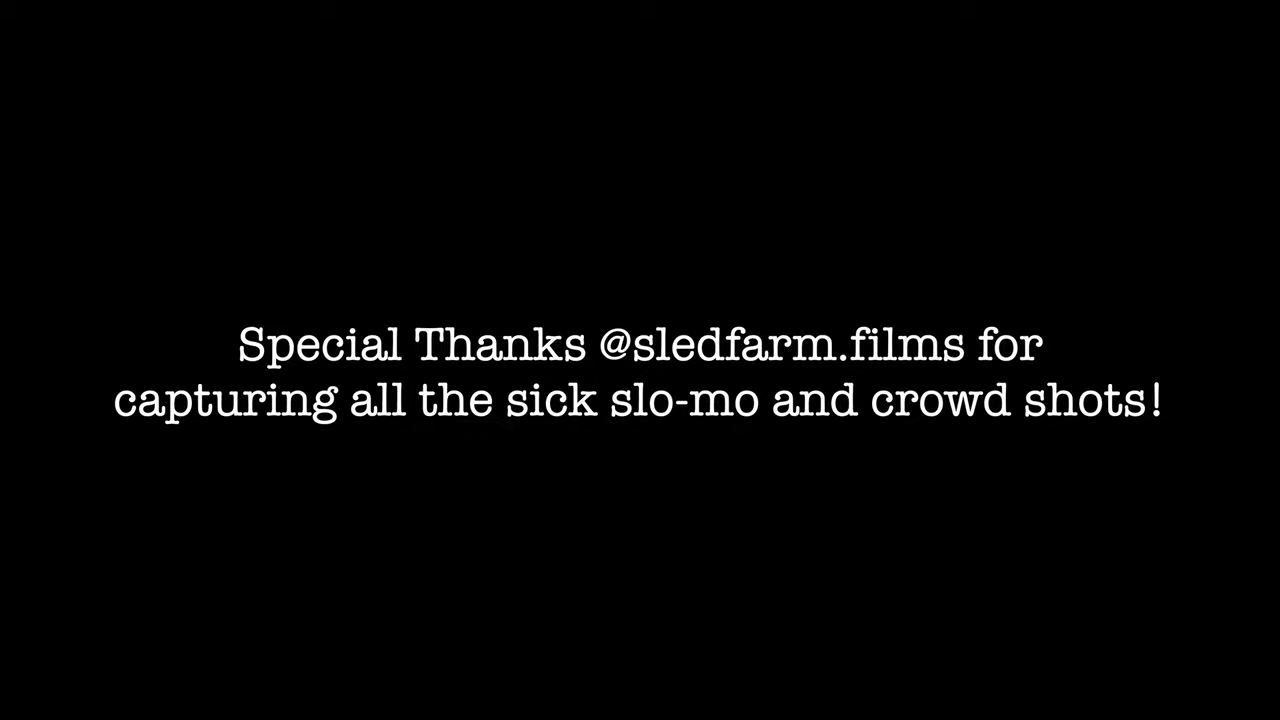 Special Thanks @sledfarm.films for
capturing all the sick slo-mo and crowd shots!